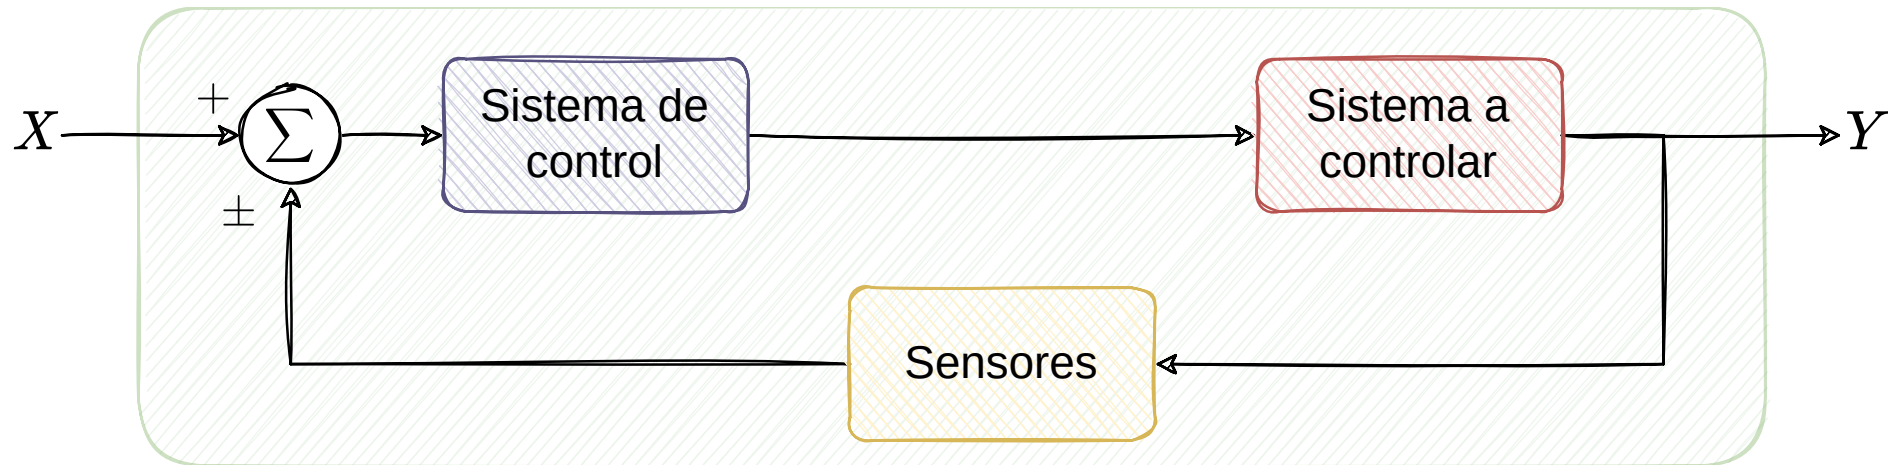 X
+
Σ
±
Sistema de
control
Sistema a
controlar
Y
Sensores